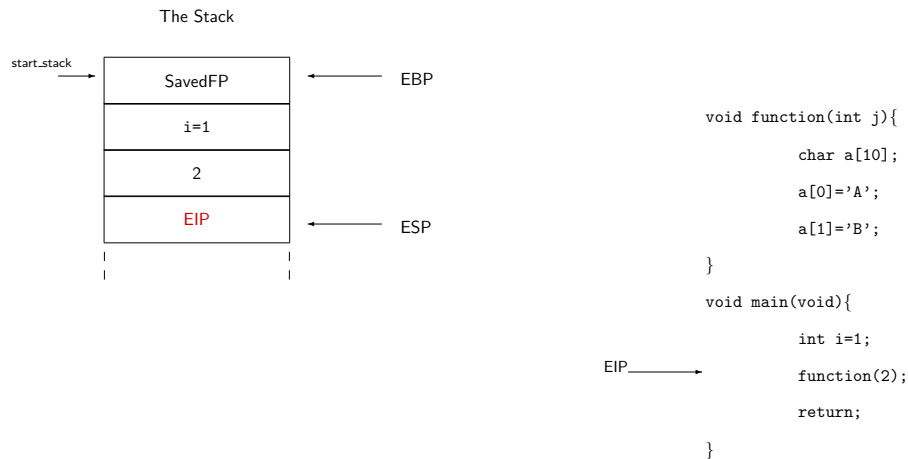 The Stack
start_stack
SavedFP
EBP
i=1
2
EIP
ESP
void function(int j){
char a[10];
a[0]='A';
a[1]='B';
}
void main(void){
int i=1;
EIP
function(2);
return;
}